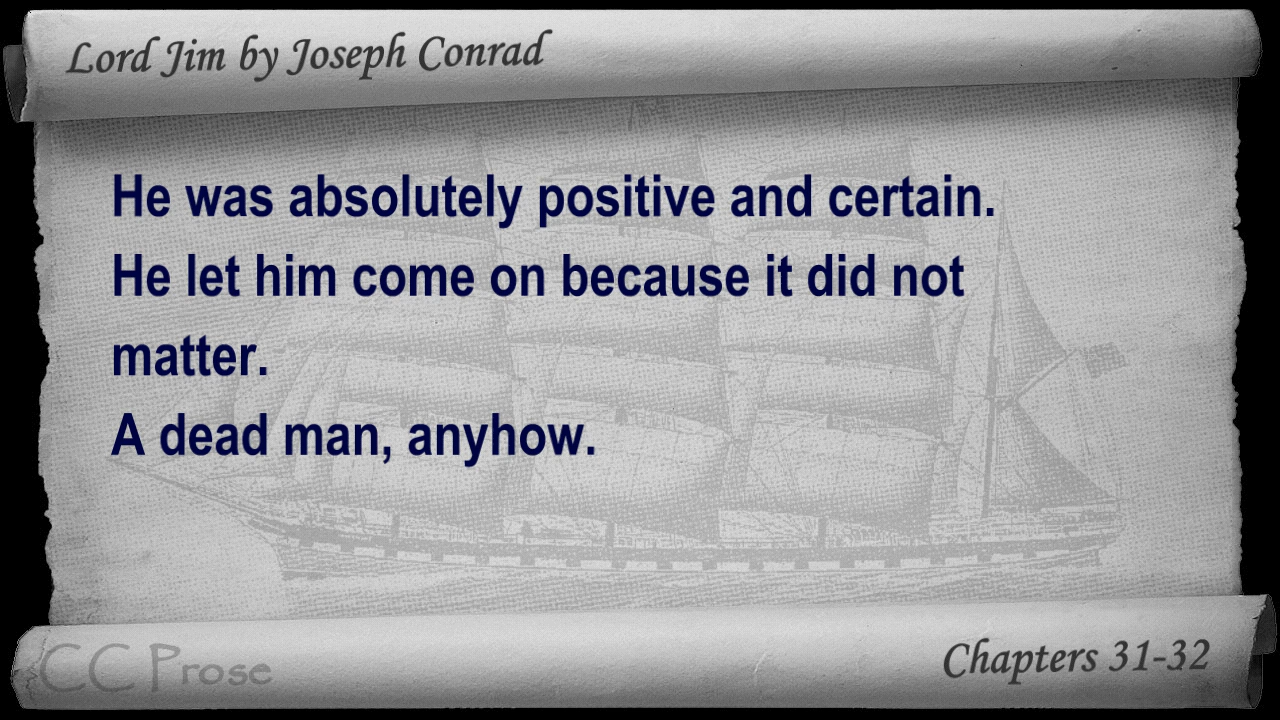 Lord Jim by Joseph Conrad
He was absolutely positive and certain.
He let him come on because it did not
matter.
A dead man, anyhow.
CC Prose
Chapters 31-32